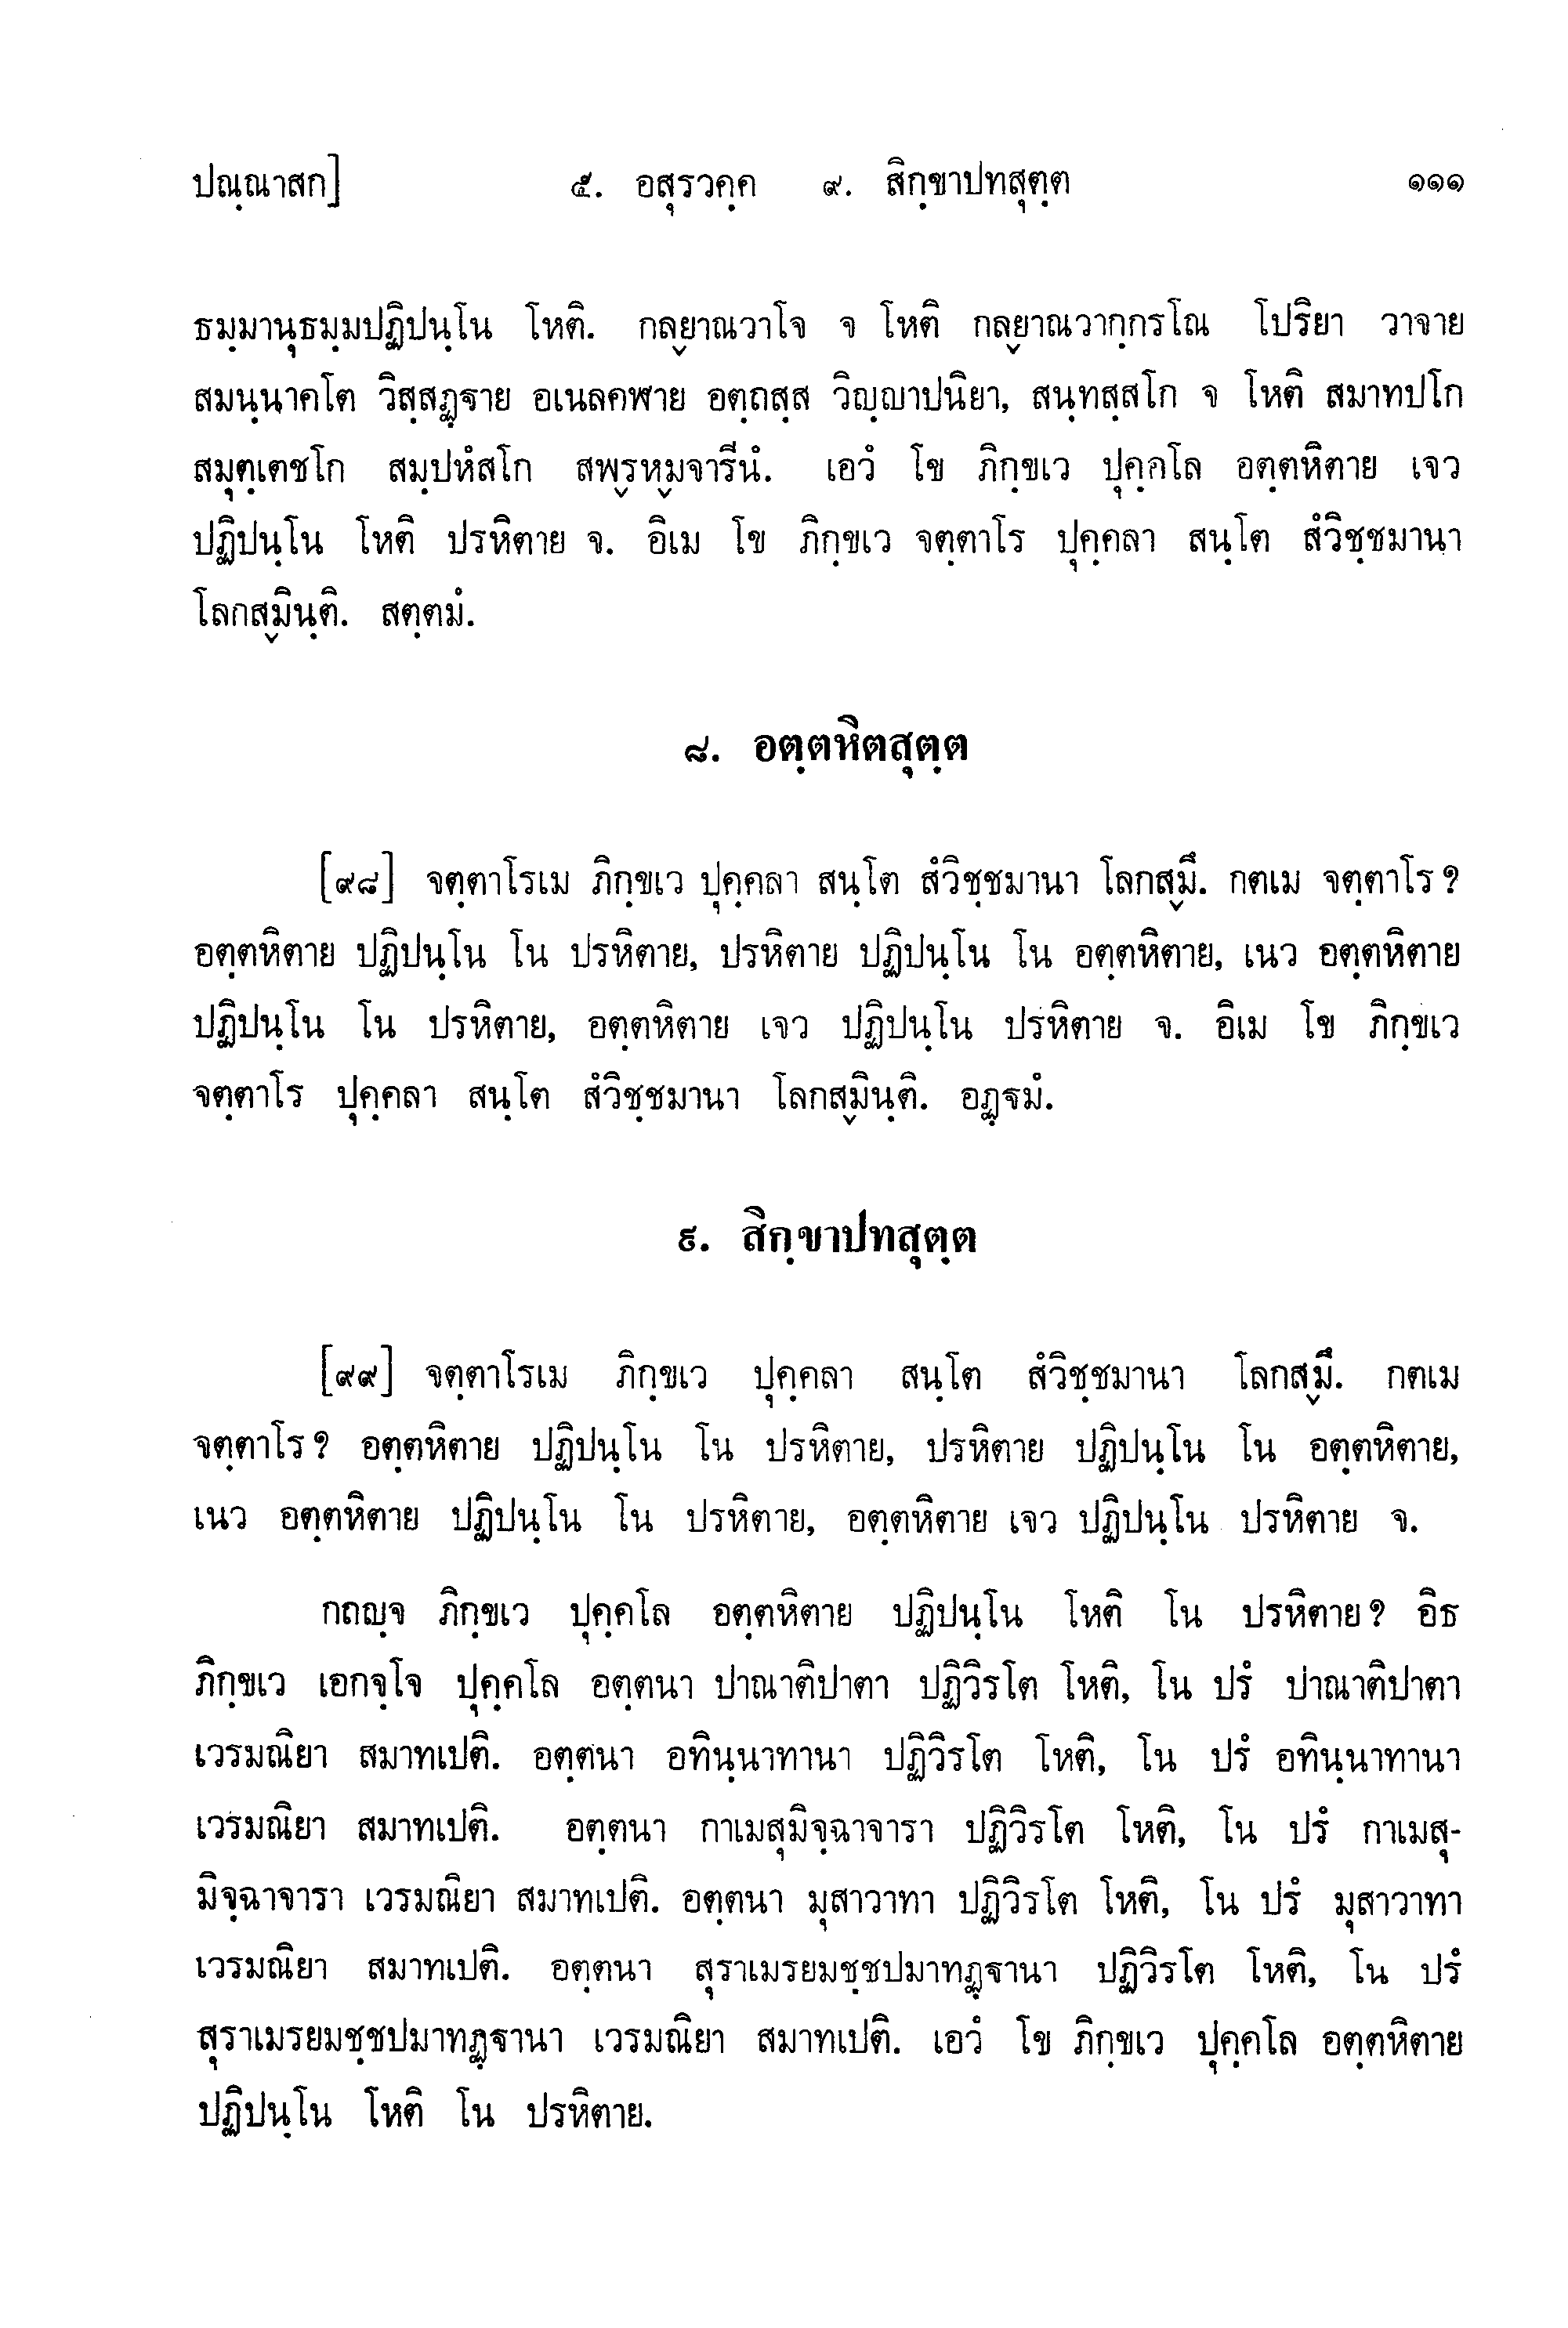 ปณฺณาสก] ๕. อสุรวคฺค ๙. สิกฺขาปทสุตฺต ๑๑๑
ธมฺมานุธมฺมปฏิปนฺโน โหติ. กลฺยาณวาโจ จ โหติ กลฺยาณวากฺกรโณ โปริยา วาจาย
สมนฺนาคโต วิสฺสฏฺฐาย อเนลคฬาย อตฺถสฺส วิญฺญาปนิยา, สนฺทสฺสโก จ โหติ สมาทปโก
สมุตฺเตชโก สมฺปหํสโก สพฺรหฺมจารีนํ. เอวํ โข ภิกฺขเว ปุคฺคโล อตฺตหิตาย เจว
ปฏิปนฺโน โหติ ปรหิตาย จ. อิเม โข ภิกฺขเว จตฺตาโร ปุคฺคลา สนฺโต สํวิชฺชมานา
โลกสฺมินฺติ. สตฺตมํ.
๘. อตฺตหิตสุตฺต
[๙๘] จตฺตาโรเม ภิกฺขเว ปุคฺคลา สนฺโต สํวิชฺชมานา โลกสฺมึ. กตเม จตฺตาโร ?
อตฺตหิตาย ปฏิปนฺโน โน ปรหิตาย, ปรหิตาย ปฏิปนฺโน โน อตฺตหิตาย, เนว อตฺตหิตาย
ปฏิปนฺโน โน ปรหิตาย, อตฺตหิตาย เจว ปฏิปนฺโน ปรหิตาย จ. อิเม โข ภิกฺขเว
จตฺตาโร ปุคฺคลา สนฺโต สํวิชฺชมานา โลกสฺมินฺติ. อฏฺฐมํ.
๙. สิกฺขาปทสุตฺต
[๙๙] จตฺตาโรเม ภิกฺขเว ปุคฺคลา สนฺโต สํวิชฺชมานา โลกสฺมึ. กตเม
จตฺตาโร ? อตฺตหิตาย ปฏิปนฺโน โน ปรหิตาย, ปรหิตาย ปฏิปนฺโน โน อตฺตหิตาย,
เนว อตฺตหิตาย ปฏิปนฺโน โน ปรหิตาย, อตฺตหิตาย เจว ปฏิปนฺโน ปรหิตาย จ.
กถญฺจ ภิกฺขเว ปุคฺคโล อตฺตหิตาย ปฏิปนฺโน โหติ โน ปรหิตาย ? อิธ
ภิกฺขเว เอกจฺโจ ปุคฺคโล อตฺตนา ปาณาติปาตา ปฏิวิรโต โหติ, โน ปรํ ปาณาติปาตา
เวรมณิยา สมาทเปติ. อตฺตนา อทินฺนาทานา ปฏิวิรโต โหติ, โน ปรํ อทินฺนาทานา
เวรมณิยา สมาทเปติ. อตฺตนา กาเมสุมิจฺฉาจารา ปฏิวิรโต โหติ, โน ปรํ กาเมสุ-
มิจฺฉาจารา เวรมณิยา สมาทเปติ. อตฺตนา มุสาวาทา ปฏิวิรโต โหติ, โน ปรํ มุสาวาทา
เวรมณิยา สมาทเปติ. อตฺตนา สุราเมรยมชฺชปมาทฏฺฐานา ปฏิวิรโต โหติ, โน ปรํ
สุราเมรยมชฺชปมาทฏฺฐานา เวรมณิยา สมาทเปติ. เอวํ โข ภิกฺขเว ปุคฺคโล อตฺตหิตาย
ปฏิปนฺโน โหติ โน ปรหิตาย.